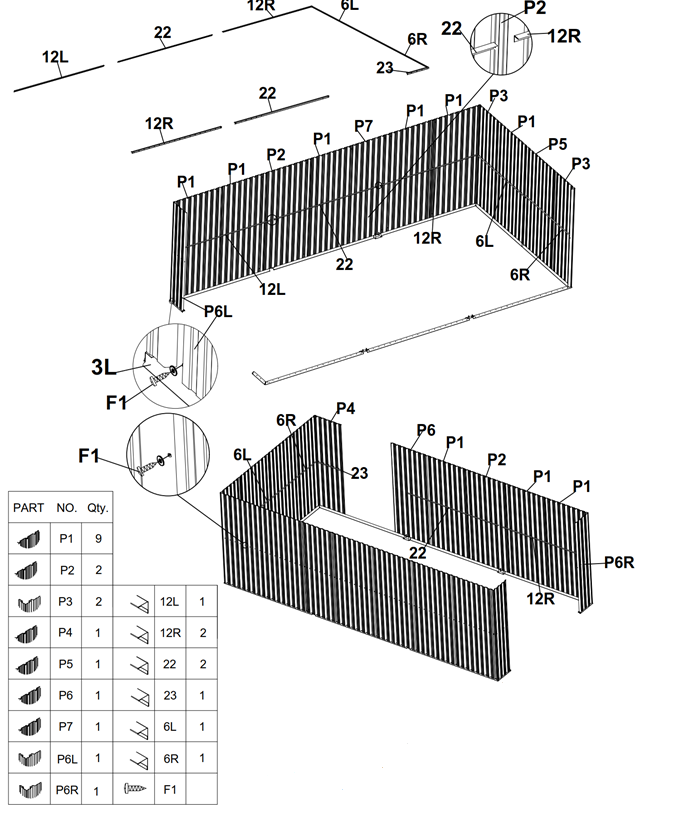 12R
6L
22
12L
6R
23
P2
22
12R
22
12R
P1
P3
P1
P7
P1
P1
P5
P2
P3
P1
P1
12R
6L
22
6R
12L
P6L
3L
F1
P4
6R
P6
P1
6L
F1
23
P2
P1
P1
22
P6R
12R
PART NO. Qty.
P1 9
P2 2
P3 2 12L 1
P4 1 12R 2
P5 1 22 2
P6 1 23 1
P7 1 6L 1
P6L 1 6R 1
P6R 1 F1